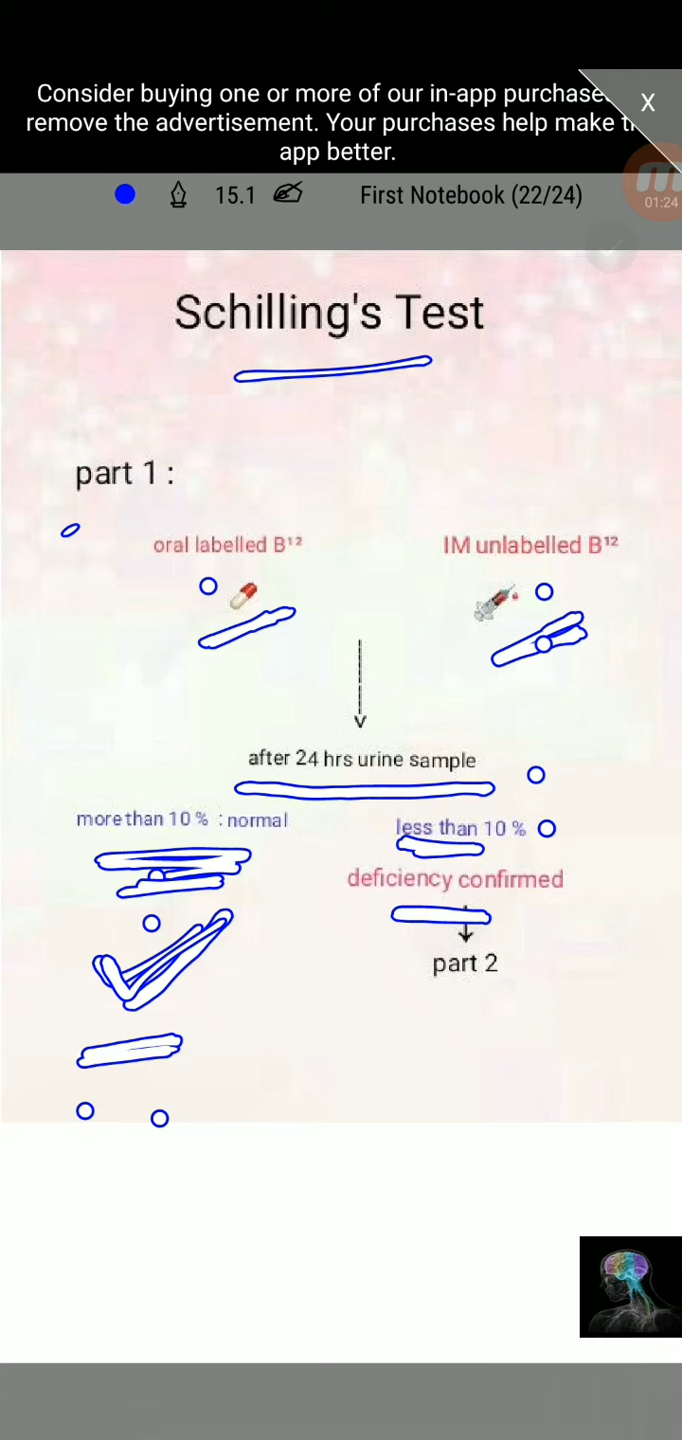 Consider buying one or more of our in-app purchase
remove the advertisement. Your purchases help make
app better.
X
15.1 First Notebook (22/24)
01:24
Schilling's Test
part 1 :
oral labelled B¹² IM unlabelled B¹²
after 24 hrs urine sample
more than 10 % : normal less than 10 %
deficiency confirmed
part 2